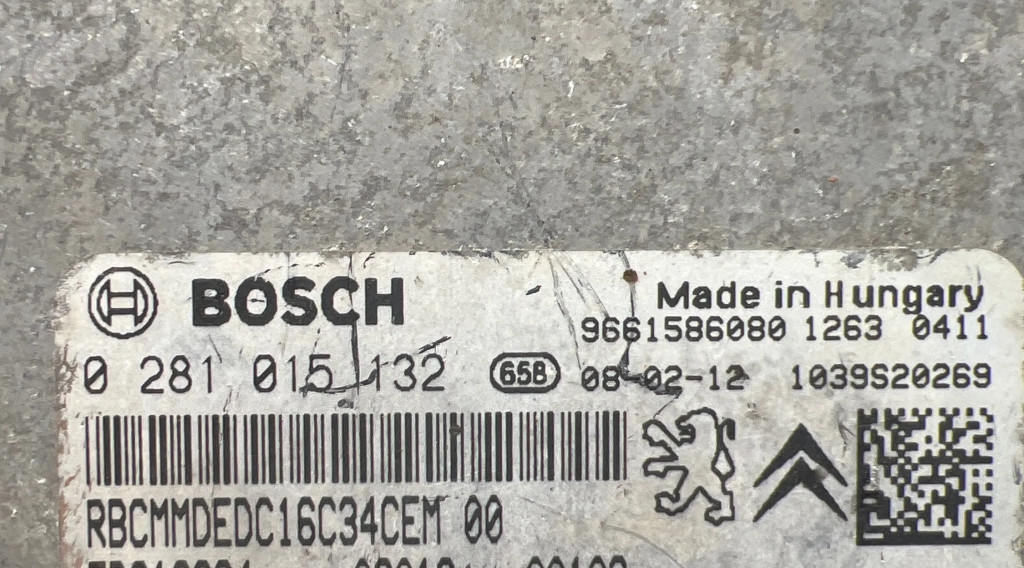 BOSCH
Made in Hungary
9661586080 1263 0411
0 281 015 132
658
08-02-12 1039S20269
RBCMMDEDC16C34CEM 00